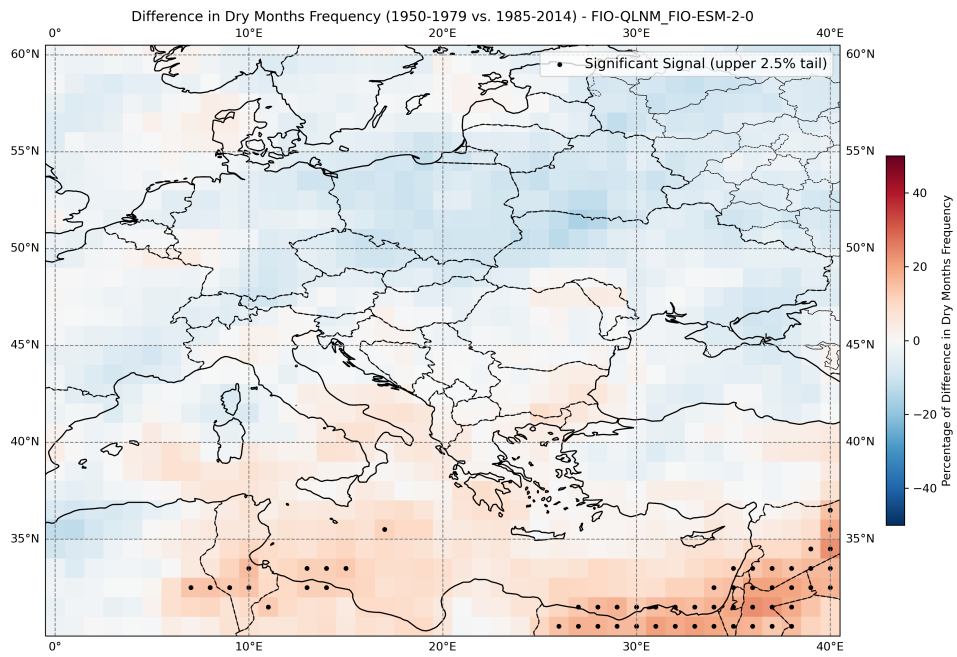 Difference in Dry Months Frequency (1950-1979 vs. 1985-2014) - FIO-QLNM_FIO-ESM-2-0
0° 10°E 20°E 30°E 40°E
60°N 60°N
Significant Signal (upper 2.5% tail)
55°N 55°N
50°N 50°N
45°N 45°N
40°N 40°N
35°N 35°N
0° 10°E 20°E 30°E 40°E
40
20
0
−20
−40
Percentage of Difference in Dry Months Frequency